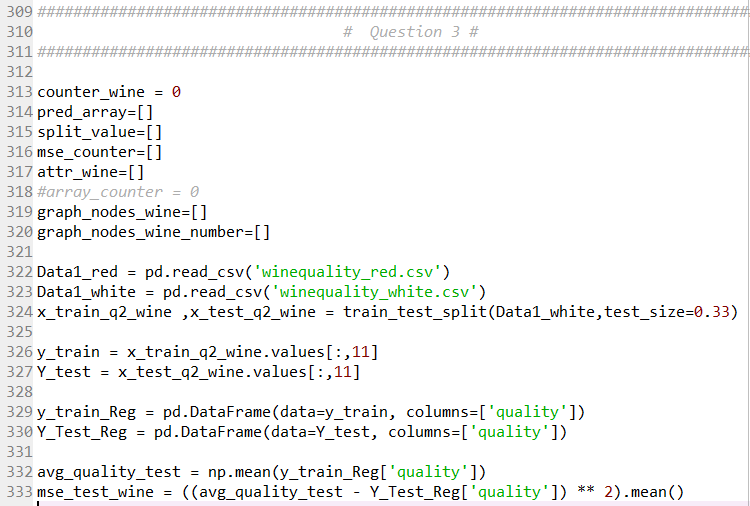 309 ################################################################################
310 # Question 3 #
311 ################################################################################
312
313 counter_wine = 0
314 pred_array=[]
315 split_value=[]
316 mse_counter=[]
317 attr_wine=[]
318 #array_counter = 0
319 graph_nodes_wine=[]
320 graph_nodes_wine_number=[]
321
322 Data1_red = pd.read_csv('winequality_red.csv')
323 Data1_white = pd.read_csv('winequality_white.csv')
324 x_train_q2_wine ,x_test_q2_wine = train_test_split(Data1_white,test_size=0.33)
325
326 y_train = x_train_q2_wine.values[:,11]
327 Y_test = x_test_q2_wine.values[:,11]
328
329 y_train_Reg = pd.DataFrame(data=y_train, columns=['quality'])
330 Y_Test_Reg = pd.DataFrame(data=Y_test, columns=['quality'])
331
332 avg_quality_test = np.mean(y_train_Reg['quality'])
333 mse_test_wine = ((avg_quality_test - Y_Test_Reg['quality']) ** 2).mean()